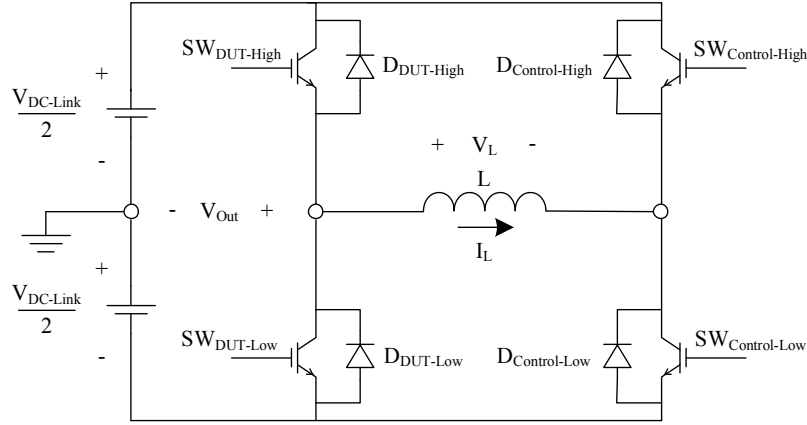 SW_DUT-High
D_DUT-High
D_Control-High
SW_Control-High
+
V_DC-Link
2
-
+ V_L -
L
I_L
- V_Out +
+
V_DC-Link
2
-
SW_DUT-Low
D_DUT-Low
D_Control-Low
SW_Control-Low